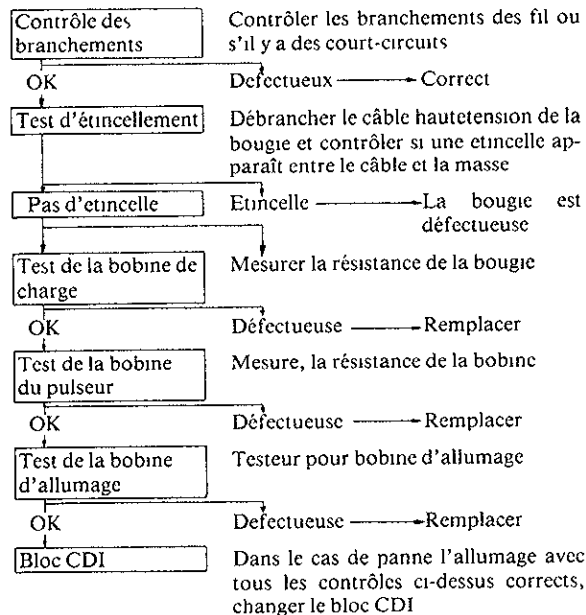 Contrôle des
branchements
Contrôler les branchements des fil ou
s'il y a des court-circuits
OK
Defectueux
Correct
Test d'étincellement
Débrancher le câble hautetension de la
bougie et contrôler si une etincelle ap-
paraît entre le câble et la masse
Pas d'etincelle
Etincelle
La bougie est
défectueuse
Test de la bobine de
charge
Mesurer la résistance de la bougie
OK
Défectueuse
Remplacer
Test de la bobine
du pulseur
Mesure, la résistance de la bobine
OK
Défectueuse
Remplacer
Test de la bobine
d'allumage
Testeur pour bobine d'allumage
OK
Defectueuse
Remplacer
Bloc CDI
Dans le cas de panne l'allumage avec
tous les contrôles ci-dessus corrects,
changer le bloc CDI